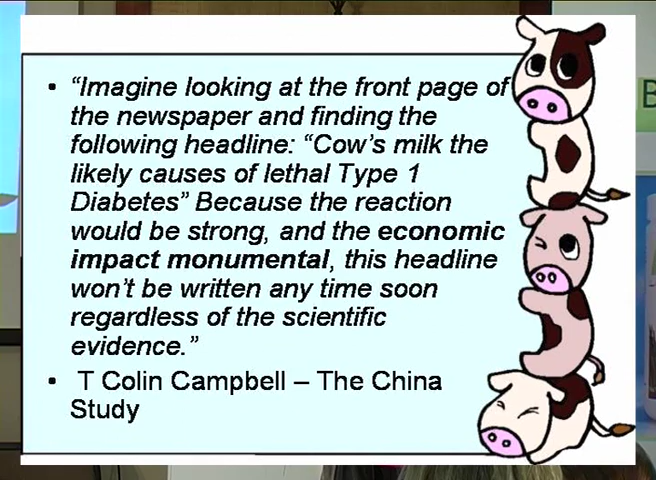 • “Imagine looking at the front page of
the newspaper and finding the
following headline: “Cow’s milk the
likely causes of lethal Type 1
Diabetes” Because the reaction
would be strong, and the economic
impact monumental, this headline
won’t be written any time soon
regardless of the scientific
evidence.”
• T Colin Campbell – The China
Study